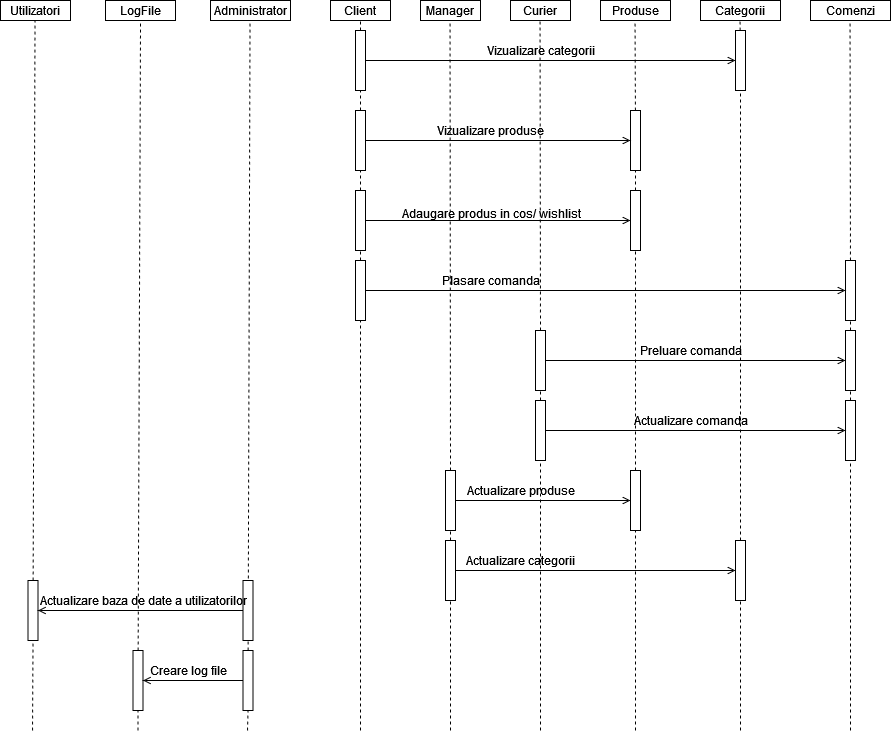 Utilizatori
LogFile
Administrator
Client
Manager
Curier
Produse
Categorii
Comenzi
Vizualizare categorii
Vizualizare produse
Adaugare produs in cos/ wishlist
Plasare comanda
Preluare comanda
Actualizare comanda
Actualizare produse
Actualizare categorii
Actualizare baza de date a utilizatorilor
Creare log file